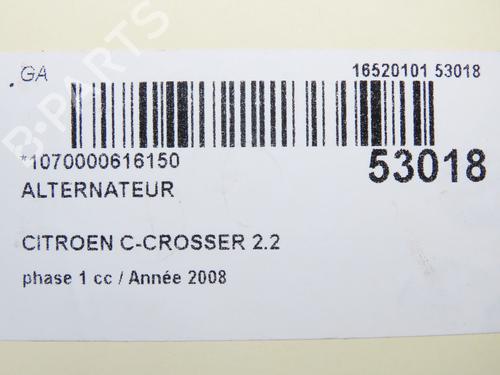 .GA
16520101 53018
*1070000616150
53018
ALTERNATEUR
CITROEN C-CROSSER 2.2
phase 1 cc / Année 2008
B-PARTS